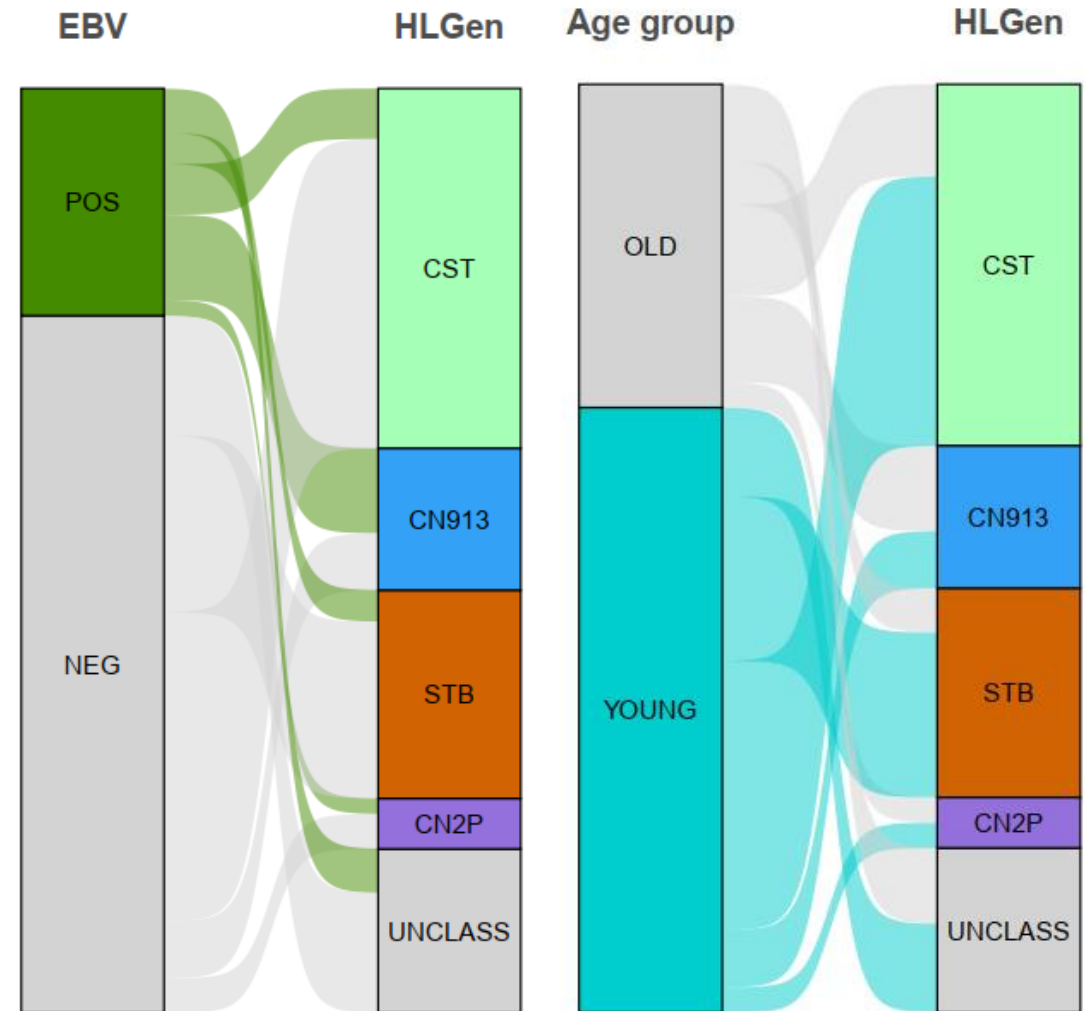 EBV HLGen
POS
NEG
CST
CN913
STB
CN2P
UNCLASS
Age group HLGen
OLD
YOUNG
CST
CN913
STB
CN2P
UNCLASS